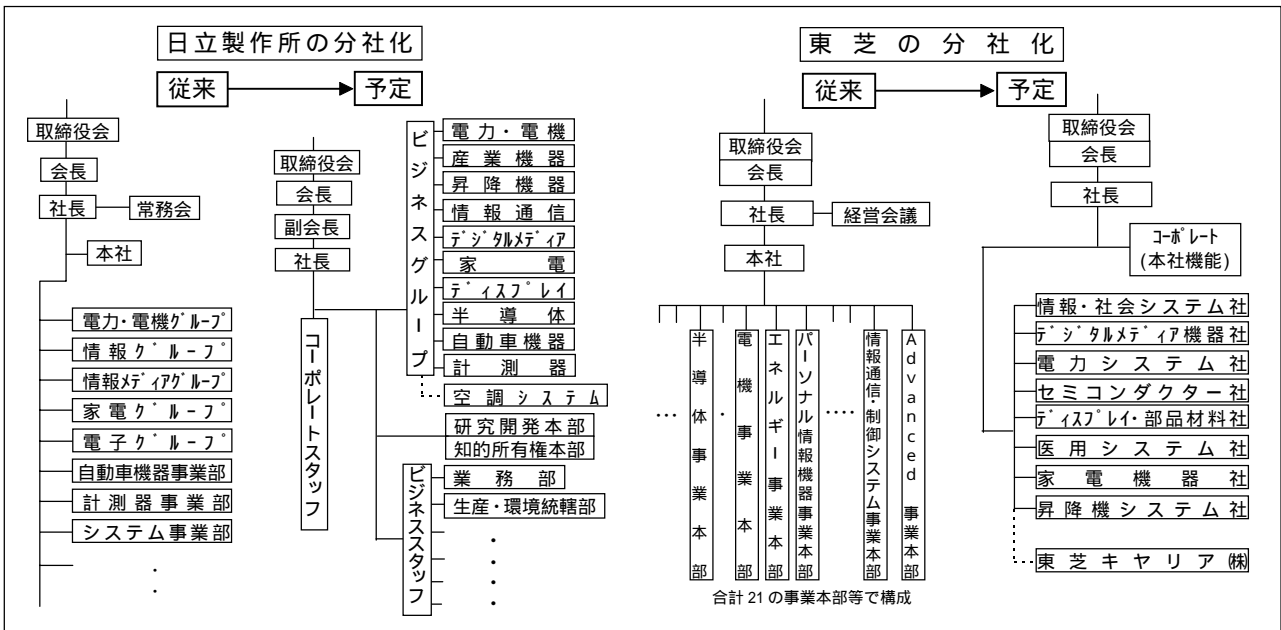 日立製作所の分社化
従来
予定
取締役会
会長
社長
常務会
本社
電力・電機グループ
情報グループ
情報メディアグループ
家電グループ
電子グループ
自動車機器事業部
計測器事業部
システム事業部
・
・
取締役会
会長
副会長
社長
コーポレートスタッフ
ビジネスグループ
電力・電機
産業機器
昇降機器
情報通信
デジタルメディア
家電
ディスプレイ
半導体
自動車機器
計測器
空調システム
研究開発本部
知的所有権本部
ビジネススタッフ
業務部
生産・環境統轄部
・
・
・
・
東芝の分社化
従来
予定
取締役会
会長
社長
経営会議
本社
…
半導体事業本部
・
電機事業本部
エネルギー事業本部
パーソナル情報機器事業本部
‥‥
情報通信・制御システム事業本部
Advanced 事業本部
合計21の事業本部等で構成
取締役会
会長
社長
コーポレート
(本社機能)
情報・社会システム社
デジタルメディア機器社
電力システム社
セミコンダクター社
ディスプレイ・部品材料社
医用システム社
家電機器社
昇降機システム社
東芝キヤリア㈱